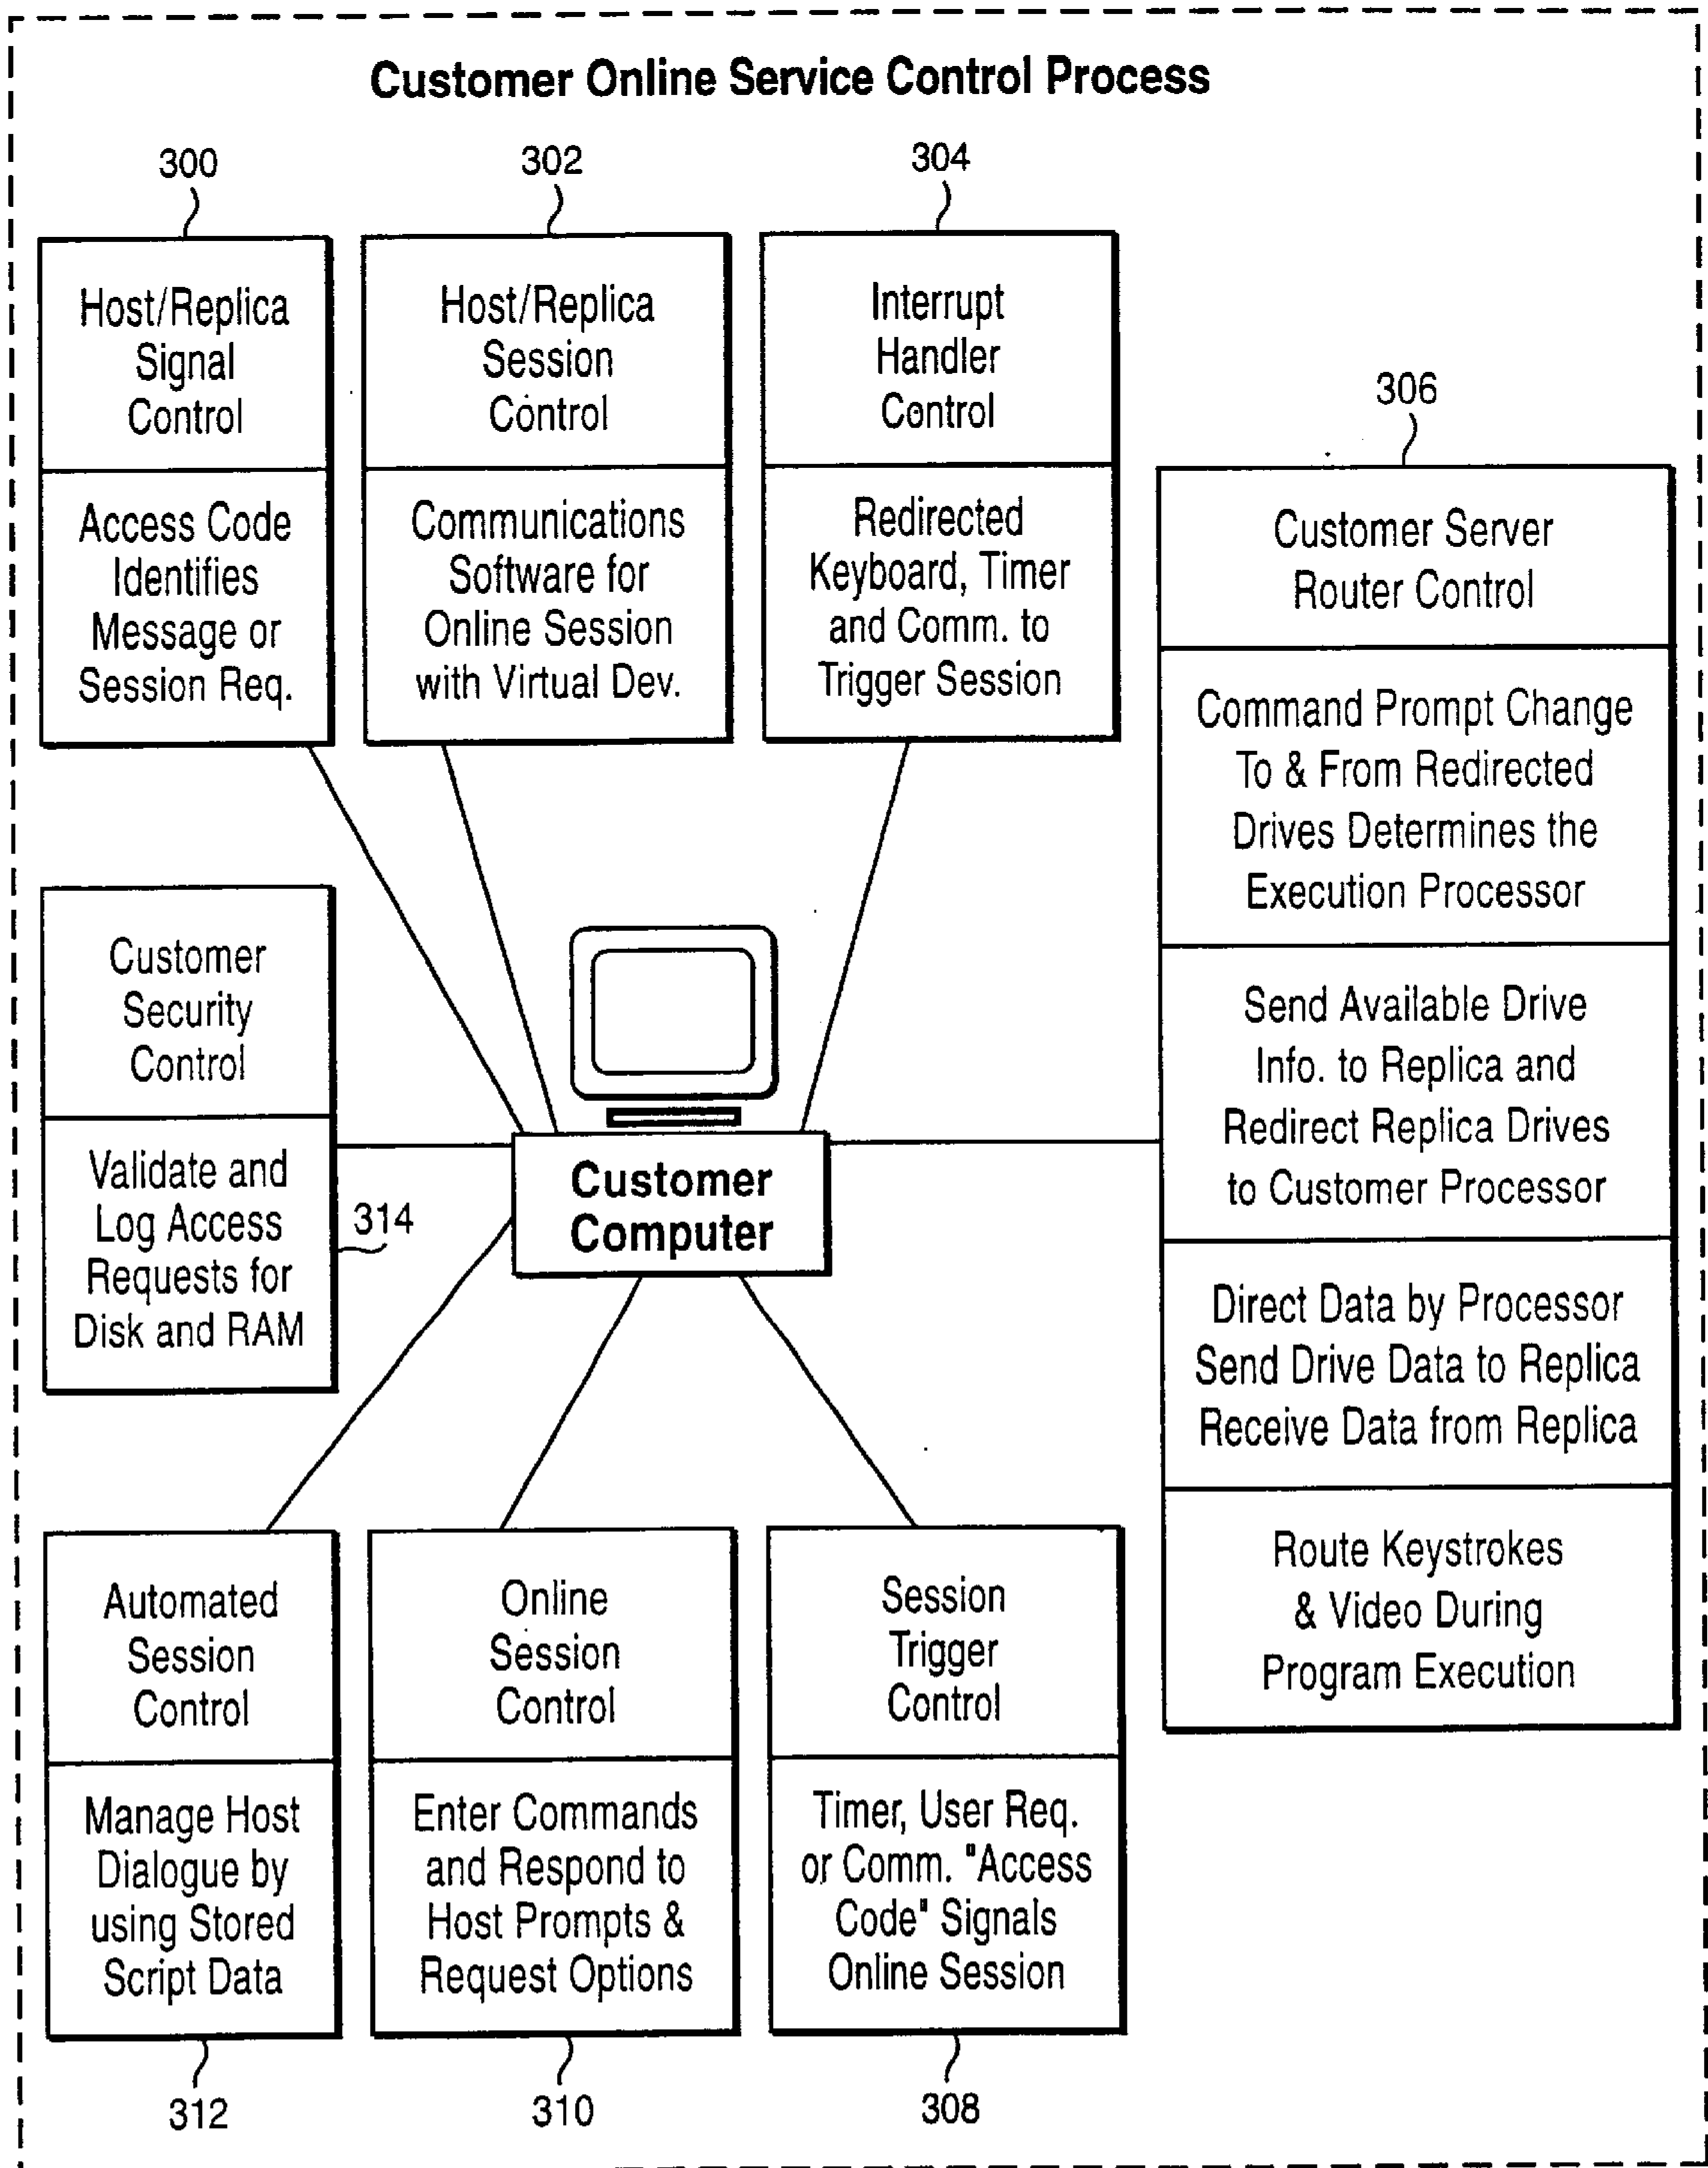 Customer Online Service Control Process
300
Host/Replica
Signal
Control
Access Code
Identifies
Message or
Session Req.
302
Host/Replica
Session
Control
Communications
Software for
Online Session
with Virtual Dev.
304
Interrupt
Handler
Control
Redirected
Keyboard, Timer
and Comm. to
Trigger Session
306
Customer Server
Router Control
Command Prompt Change
To & From Redirected
Drives Determines the
Execution Processor
Send Available Drive
Info. to Replica and
Redirect Replica Drives
to Customer Processor
Direct Data by Processor
Send Drive Data to Replica
Receive Data from Replica
Route Keystrokes
& Video During
Program Execution
Customer
Security
Control
Validate and
Log Access
Requests for
Disk and RAM
314
Customer
Computer
Automated
Session
Control
Manage Host
Dialogue by
using Stored
Script Data
312
Online
Session
Control
Enter Commands
and Respond to
Host Prompts &
Request Options
310
Session
Trigger
Control
Timer, User Req.
or Comm. "Access
Code" Signals
Online Session
308